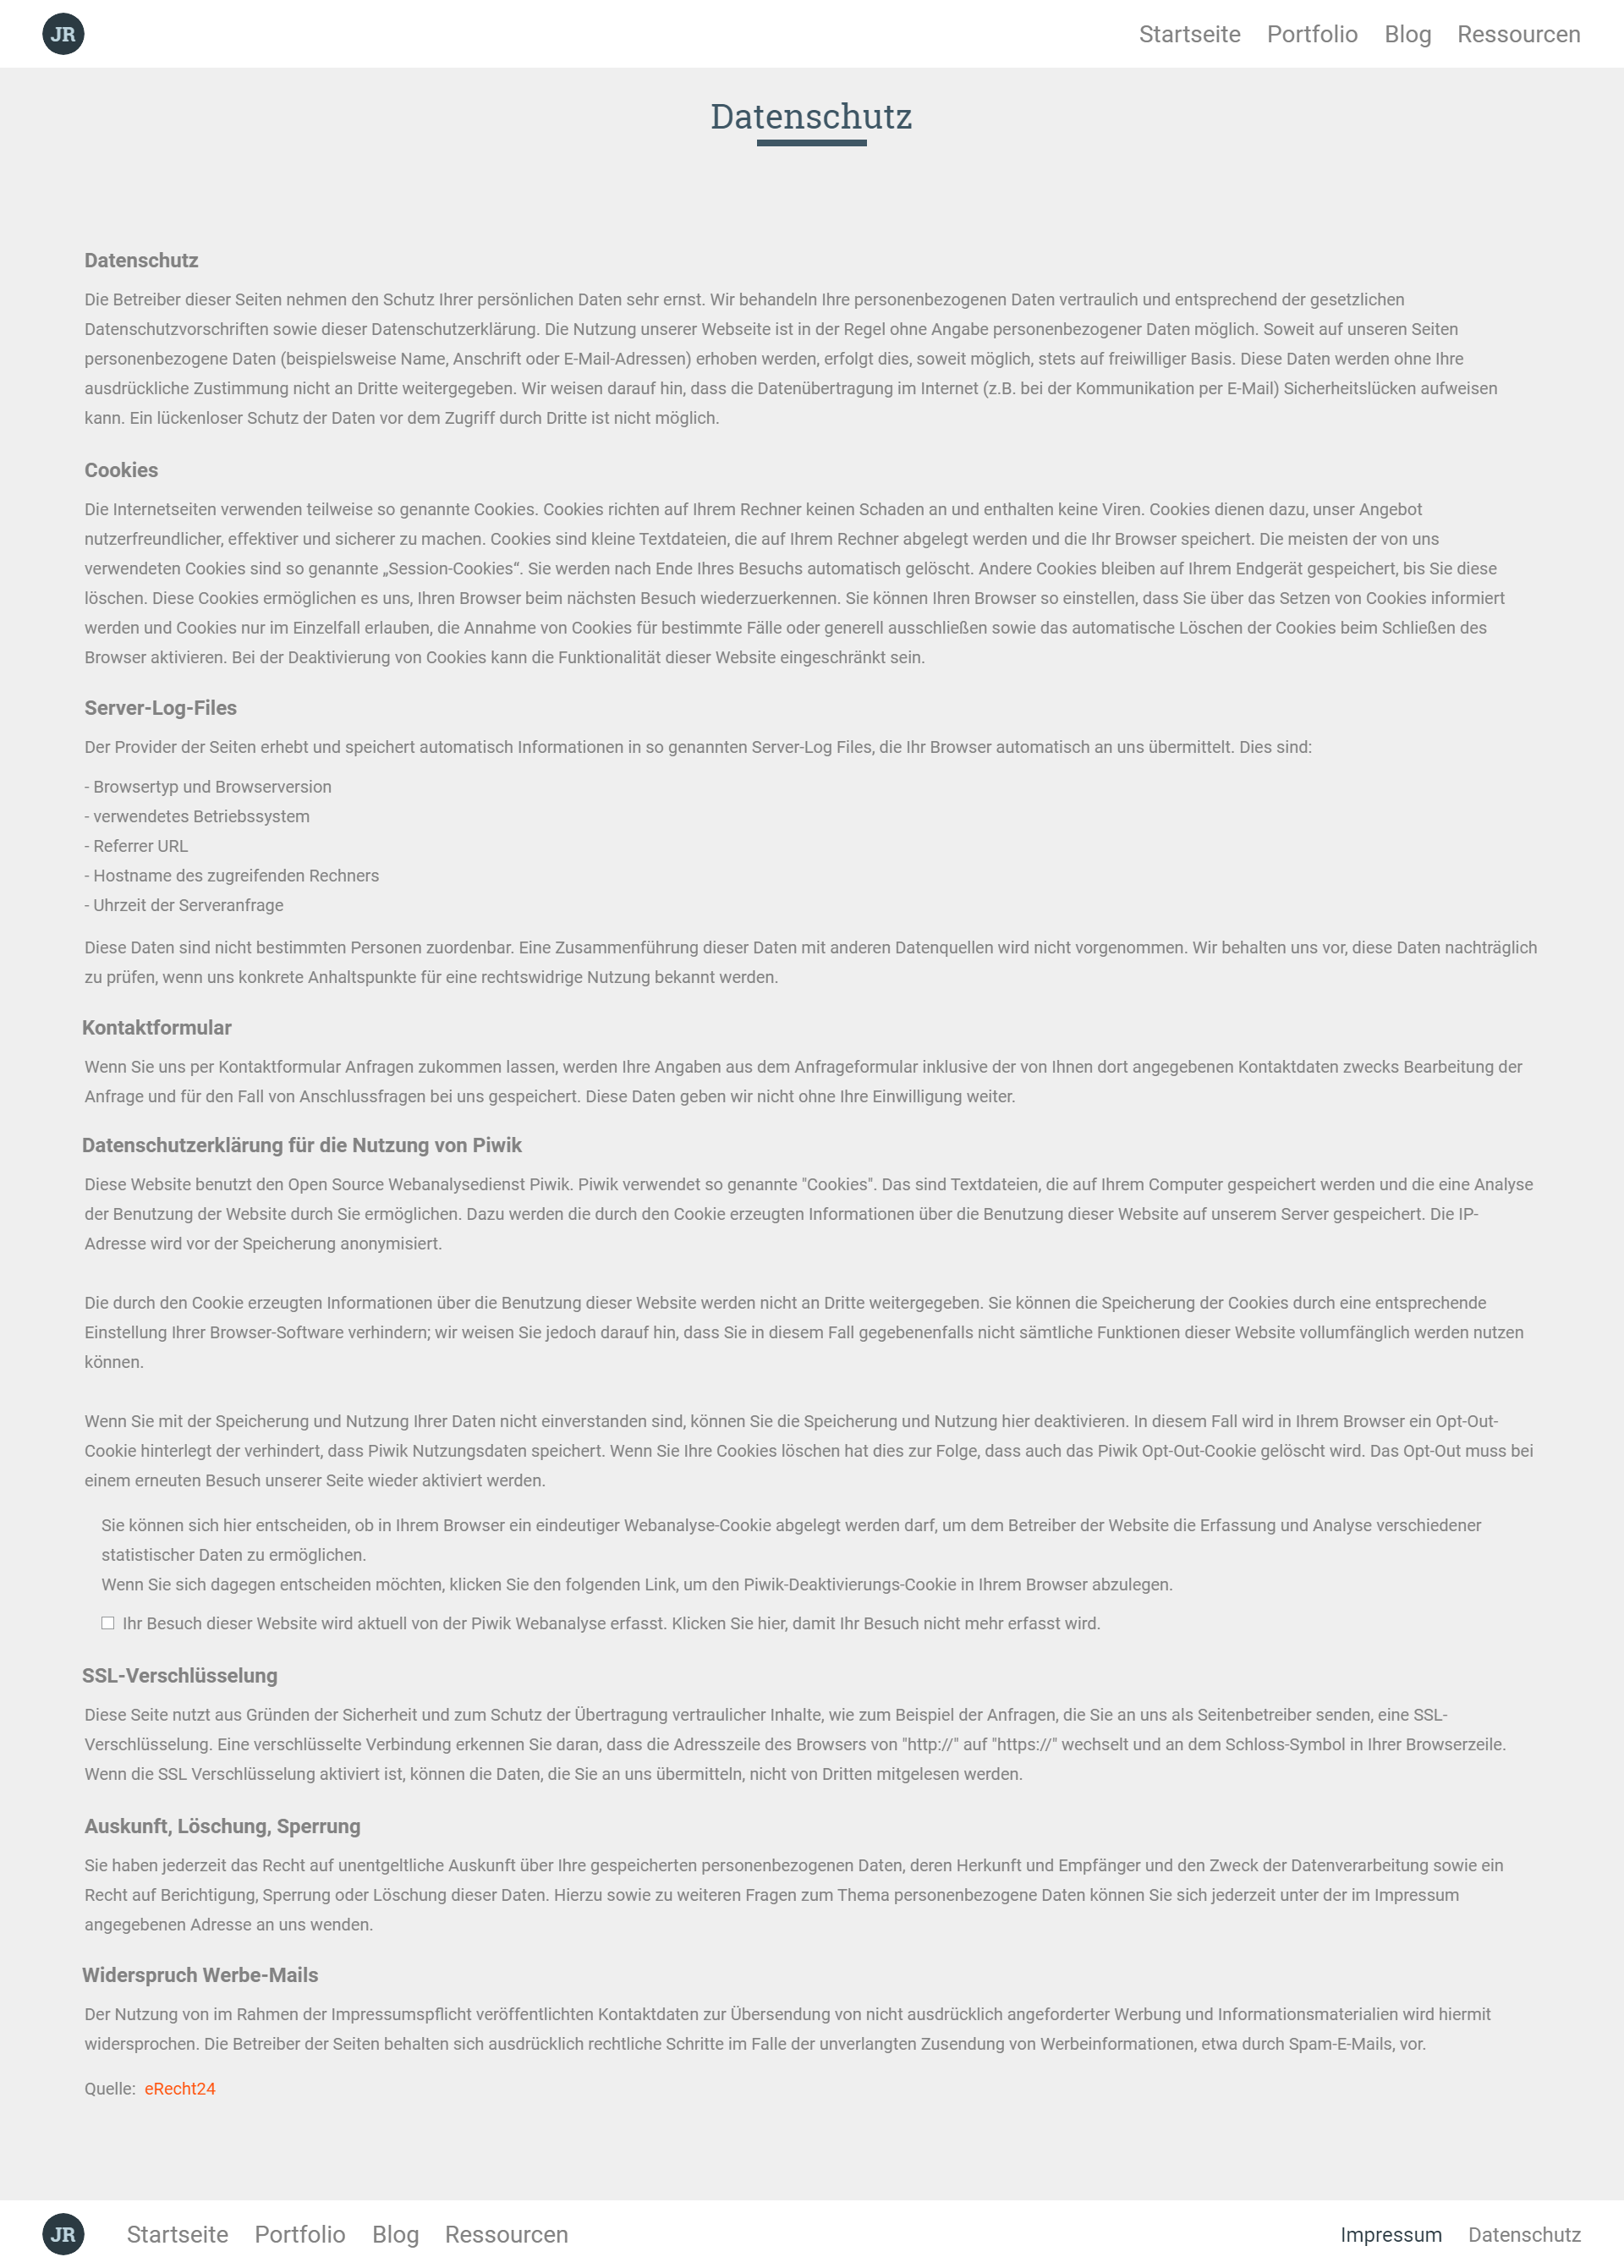 JR
Startseite Portfolio Blog Ressourcen
Datenschutz
Datenschutz
Die Betreiber dieser Seiten nehmen den Schutz Ihrer persönlichen Daten sehr ernst. Wir behandeln Ihre personenbezogenen Daten vertraulich und entsprechend der gesetzlichen
Datenschutzvorschriften sowie dieser Datenschutzerklärung. Die Nutzung unserer Webseite ist in der Regel ohne Angabe personenbezogener Daten möglich. Soweit auf unseren Seiten
personenbezogene Daten (beispielsweise Name, Anschrift oder E-Mail-Adressen) erhoben werden, erfolgt dies, soweit möglich, stets auf freiwilliger Basis. Diese Daten werden ohne Ihre
ausdrückliche Zustimmung nicht an Dritte weitergegeben. Wir weisen darauf hin, dass die Datenübertragung im Internet (z.B. bei der Kommunikation per E-Mail) Sicherheitslücken aufweisen
kann. Ein lückenloser Schutz der Daten vor dem Zugriff durch Dritte ist nicht möglich.
Cookies
Die Internetseiten verwenden teilweise so genannte Cookies. Cookies richten auf Ihrem Rechner keinen Schaden an und enthalten keine Viren. Cookies dienen dazu, unser Angebot
nutzerfreundlicher, effektiver und sicherer zu machen. Cookies sind kleine Textdateien, die auf Ihrem Rechner abgelegt werden und die Ihr Browser speichert. Die meisten der von uns
verwendeten Cookies sind so genannte „Session-Cookies“. Sie werden nach Ende Ihres Besuchs automatisch gelöscht. Andere Cookies bleiben auf Ihrem Endgerät gespeichert, bis Sie diese
löschen. Diese Cookies ermöglichen es uns, Ihren Browser beim nächsten Besuch wiederzuerkennen. Sie können Ihren Browser so einstellen, dass Sie über das Setzen von Cookies informiert
werden und Cookies nur im Einzelfall erlauben, die Annahme von Cookies für bestimmte Fälle oder generell ausschließen sowie das automatische Löschen der Cookies beim Schließen des
Browser aktivieren. Bei der Deaktivierung von Cookies kann die Funktionalität dieser Website eingeschränkt sein.
Server-Log-Files
Der Provider der Seiten erhebt und speichert automatisch Informationen in so genannten Server-Log Files, die Ihr Browser automatisch an uns übermittelt. Dies sind:
- Browsertyp und Browserversion
- verwendetes Betriebssystem
- Referrer URL
- Hostname des zugreifenden Rechners
- Uhrzeit der Serveranfrage
Diese Daten sind nicht bestimmten Personen zuordenbar. Eine Zusammenführung dieser Daten mit anderen Datenquellen wird nicht vorgenommen. Wir behalten uns vor, diese Daten nachträglich
zu prüfen, wenn uns konkrete Anhaltspunkte für eine rechtswidrige Nutzung bekannt werden.
Kontaktformular
Wenn Sie uns per Kontaktformular Anfragen zukommen lassen, werden Ihre Angaben aus dem Anfrageformular inklusive der von Ihnen dort angegebenen Kontaktdaten zwecks Bearbeitung der
Anfrage und für den Fall von Anschlussfragen bei uns gespeichert. Diese Daten geben wir nicht ohne Ihre Einwilligung weiter.
Datenschutzerklärung für die Nutzung von Piwik
Diese Website benutzt den Open Source Webanalysedienst Piwik. Piwik verwendet so genannte "Cookies". Das sind Textdateien, die auf Ihrem Computer gespeichert werden und die eine Analyse
der Benutzung der Website durch Sie ermöglichen. Dazu werden die durch den Cookie erzeugten Informationen über die Benutzung dieser Website auf unserem Server gespeichert. Die IP-
Adresse wird vor der Speicherung anonymisiert.
Die durch den Cookie erzeugten Informationen über die Benutzung dieser Website werden nicht an Dritte weitergegeben. Sie können die Speicherung der Cookies durch eine entsprechende
Einstellung Ihrer Browser-Software verhindern; wir weisen Sie jedoch darauf hin, dass Sie in diesem Fall gegebenenfalls nicht sämtliche Funktionen dieser Website vollumfänglich werden nutzen
können.
Wenn Sie mit der Speicherung und Nutzung Ihrer Daten nicht einverstanden sind, können Sie die Speicherung und Nutzung hier deaktivieren. In diesem Fall wird in Ihrem Browser ein Opt-Out-
Cookie hinterlegt der verhindert, dass Piwik Nutzungsdaten speichert. Wenn Sie Ihre Cookies löschen hat dies zur Folge, dass auch das Piwik Opt-Out-Cookie gelöscht wird. Das Opt-Out muss bei
einem erneuten Besuch unserer Seite wieder aktiviert werden.
Sie können sich hier entscheiden, ob in Ihrem Browser ein eindeutiger Webanalyse-Cookie abgelegt werden darf, um dem Betreiber der Website die Erfassung und Analyse verschiedener
statistischer Daten zu ermöglichen.
Wenn Sie sich dagegen entscheiden möchten, klicken Sie den folgenden Link, um den Piwik-Deaktivierungs-Cookie in Ihrem Browser abzulegen.
Ihr Besuch dieser Website wird aktuell von der Piwik Webanalyse erfasst. Klicken Sie hier, damit Ihr Besuch nicht mehr erfasst wird.
SSL-Verschlüsselung
Diese Seite nutzt aus Gründen der Sicherheit und zum Schutz der Übertragung vertraulicher Inhalte, wie zum Beispiel der Anfragen, die Sie an uns als Seitenbetreiber senden, eine SSL-
Verschlüsselung. Eine verschlüsselte Verbindung erkennen Sie daran, dass die Adresszeile des Browsers von "http://" auf "https://" wechselt und an dem Schloss-Symbol in Ihrer Browserzeile.
Wenn die SSL Verschlüsselung aktiviert ist, können die Daten, die Sie an uns übermitteln, nicht von Dritten mitgelesen werden.
Auskunft, Löschung, Sperrung
Sie haben jederzeit das Recht auf unentgeltliche Auskunft über Ihre gespeicherten personenbezogenen Daten, deren Herkunft und Empfänger und den Zweck der Datenverarbeitung sowie ein
Recht auf Berichtigung, Sperrung oder Löschung dieser Daten. Hierzu sowie zu weiteren Fragen zum Thema personenbezogene Daten können Sie sich jederzeit unter der im Impressum
angegebenen Adresse an uns wenden.
Widerspruch Werbe-Mails
Der Nutzung von im Rahmen der Impressumspflicht veröffentlichten Kontaktdaten zur Übersendung von nicht ausdrücklich angeforderter Werbung und Informationsmaterialien wird hiermit
widersprochen. Die Betreiber der Seiten behalten sich ausdrücklich rechtliche Schritte im Falle der unverlangten Zusendung von Werbeinformationen, etwa durch Spam-E-Mails, vor.
Quelle: eRecht24
JR Startseite Portfolio Blog Ressourcen Impressum Datenschutz